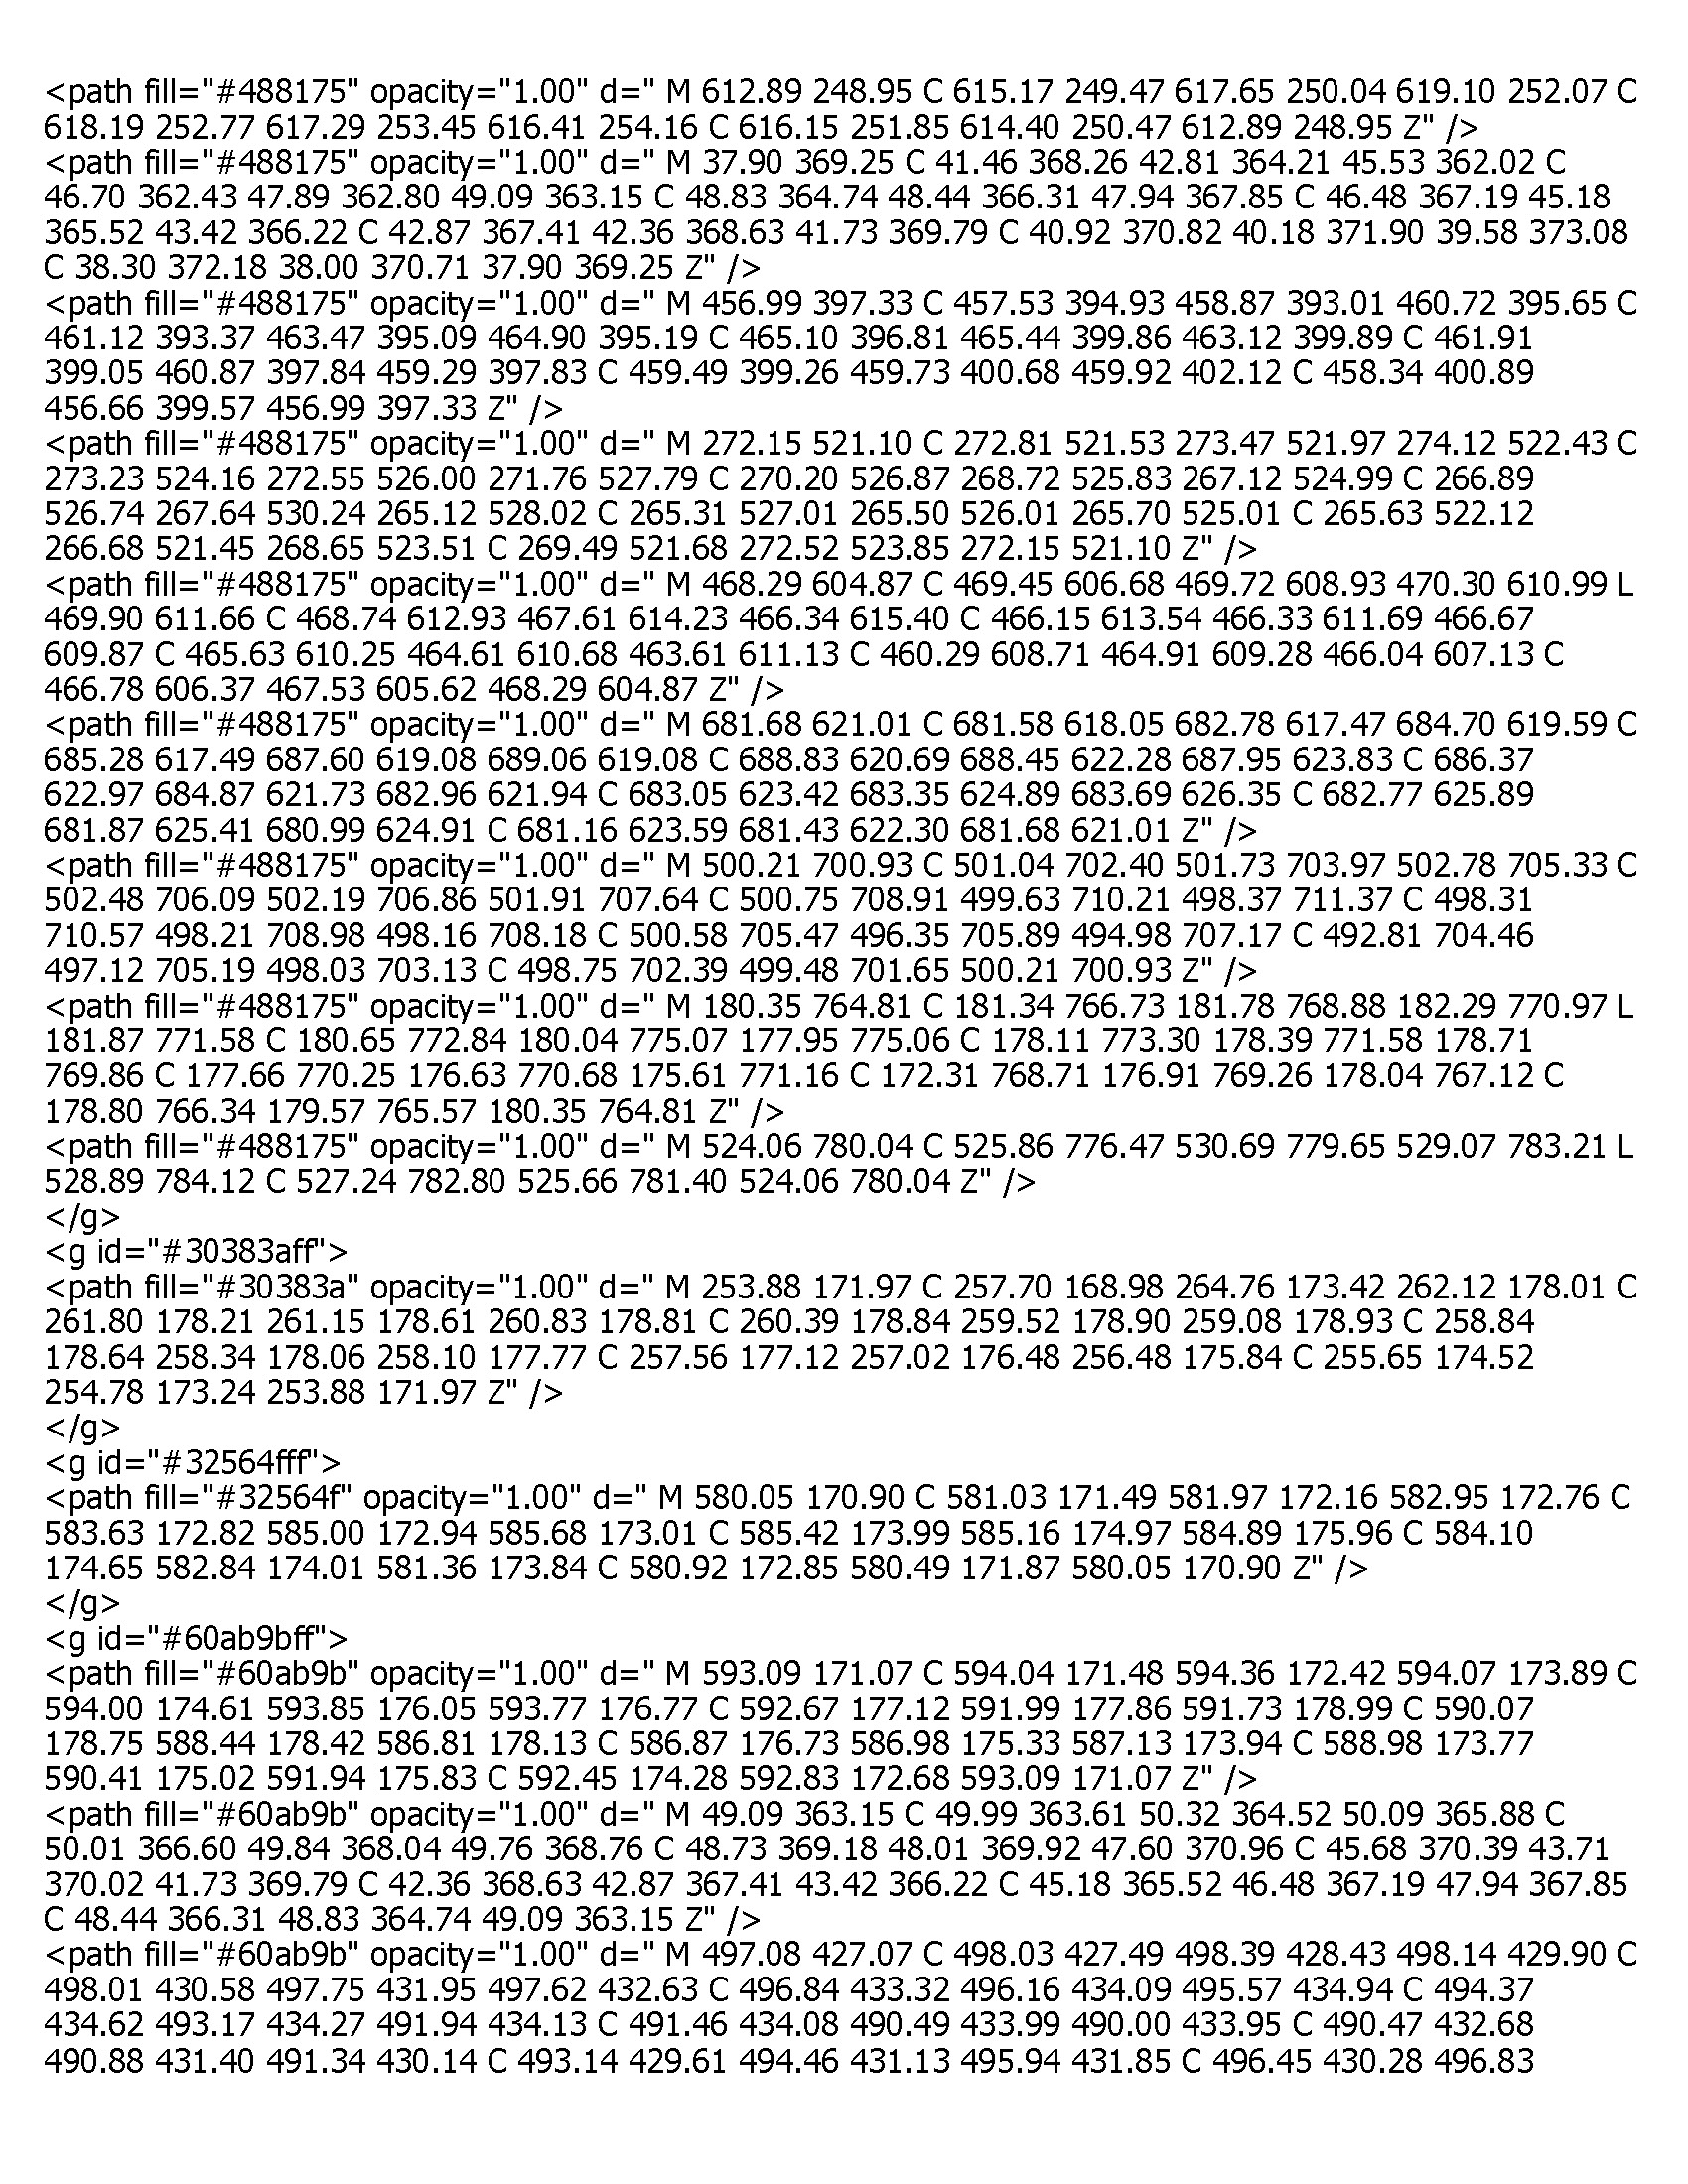 <path fill="#488175" opacity="1.00" d=" M 612.89 248.95 C 615.17 249.47 617.65 250.04 619.10 252.07 C
618.19 252.77 617.29 253.45 616.41 254.16 C 616.15 251.85 614.40 250.47 612.89 248.95 Z" />
<path fill="#488175" opacity="1.00" d=" M 37.90 369.25 C 41.46 368.26 42.81 364.21 45.53 362.02 C
46.70 362.43 47.89 362.80 49.09 363.15 C 48.83 364.74 48.44 366.31 47.94 367.85 C 46.48 367.19 45.18
365.52 43.42 366.22 C 42.87 367.41 42.36 368.63 41.73 369.79 C 40.92 370.82 40.18 371.90 39.58 373.08
C 38.30 372.18 38.00 370.71 37.90 369.25 Z" />
<path fill="#488175" opacity="1.00" d=" M 456.99 397.33 C 457.53 394.93 458.87 393.01 460.72 395.65 C
461.12 393.37 463.47 395.09 464.90 395.19 C 465.10 396.81 465.44 399.86 463.12 399.89 C 461.91
399.05 460.87 397.84 459.29 397.83 C 459.49 399.26 459.73 400.68 459.92 402.12 C 458.34 400.89
456.66 399.57 456.99 397.33 Z" />
<path fill="#488175" opacity="1.00" d=" M 272.15 521.10 C 272.81 521.53 273.47 521.97 274.12 522.43 C
273.23 524.16 272.55 526.00 271.76 527.79 C 270.20 526.87 268.72 525.83 267.12 524.99 C 266.89
526.74 267.64 530.24 265.12 528.02 C 265.31 527.01 265.50 526.01 265.70 525.01 C 265.63 522.12
266.68 521.45 268.65 523.51 C 269.49 521.68 272.52 523.85 272.15 521.10 Z" />
<path fill="#488175" opacity="1.00" d=" M 468.29 604.87 C 469.45 606.68 469.72 608.93 470.30 610.99 L
469.90 611.66 C 468.74 612.93 467.61 614.23 466.34 615.40 C 466.15 613.54 466.33 611.69 466.67
609.87 C 465.63 610.25 464.61 610.68 463.61 611.13 C 460.29 608.71 464.91 609.28 466.04 607.13 C
466.78 606.37 467.53 605.62 468.29 604.87 Z" />
<path fill="#488175" opacity="1.00" d=" M 681.68 621.01 C 681.58 618.05 682.78 617.47 684.70 619.59 C
685.28 617.49 687.60 619.08 689.06 619.08 C 688.83 620.69 688.45 622.28 687.95 623.83 C 686.37
622.97 684.87 621.73 682.96 621.94 C 683.05 623.42 683.35 624.89 683.69 626.35 C 682.77 625.89
681.87 625.41 680.99 624.91 C 681.16 623.59 681.43 622.30 681.68 621.01 Z" />
<path fill="#488175" opacity="1.00" d=" M 500.21 700.93 C 501.04 702.40 501.73 703.97 502.78 705.33 C
502.48 706.09 502.19 706.86 501.91 707.64 C 500.75 708.91 499.63 710.21 498.37 711.37 C 498.31
710.57 498.21 708.98 498.16 708.18 C 500.58 705.47 496.35 705.89 494.98 707.17 C 492.81 704.46
497.12 705.19 498.03 703.13 C 498.75 702.39 499.48 701.65 500.21 700.93 Z" />
<path fill="#488175" opacity="1.00" d=" M 180.35 764.81 C 181.34 766.73 181.78 768.88 182.29 770.97 L
181.87 771.58 C 180.65 772.84 180.04 775.07 177.95 775.06 C 178.11 773.30 178.39 771.58 178.71
769.86 C 177.66 770.25 176.63 770.68 175.61 771.16 C 172.31 768.71 176.91 769.26 178.04 767.12 C
178.80 766.34 179.57 765.57 180.35 764.81 Z" />
<path fill="#488175" opacity="1.00" d=" M 524.06 780.04 C 525.86 776.47 530.69 779.65 529.07 783.21 L
528.89 784.12 C 527.24 782.80 525.66 781.40 524.06 780.04 Z" />
</g>
<g id="#30383aff">
<path fill="#30383a" opacity="1.00" d=" M 253.88 171.97 C 257.70 168.98 264.76 173.42 262.12 178.01 C
261.80 178.21 261.15 178.61 260.83 178.81 C 260.39 178.84 259.52 178.90 259.08 178.93 C 258.84
178.64 258.34 178.06 258.10 177.77 C 257.56 177.12 257.02 176.48 256.48 175.84 C 255.65 174.52
254.78 173.24 253.88 171.97 Z" />
</g>
<g id="#32564fff">
<path fill="#32564f" opacity="1.00" d=" M 580.05 170.90 C 581.03 171.49 581.97 172.16 582.95 172.76 C
583.63 172.82 585.00 172.94 585.68 173.01 C 585.42 173.99 585.16 174.97 584.89 175.96 C 584.10
174.65 582.84 174.01 581.36 173.84 C 580.92 172.85 580.49 171.87 580.05 170.90 Z" />
</g>
<g id="#60ab9bff">
<path fill="#60ab9b" opacity="1.00" d=" M 593.09 171.07 C 594.04 171.48 594.36 172.42 594.07 173.89 C
594.00 174.61 593.85 176.05 593.77 176.77 C 592.67 177.12 591.99 177.86 591.73 178.99 C 590.07
178.75 588.44 178.42 586.81 178.13 C 586.87 176.73 586.98 175.33 587.13 173.94 C 588.98 173.77
590.41 175.02 591.94 175.83 C 592.45 174.28 592.83 172.68 593.09 171.07 Z" />
<path fill="#60ab9b" opacity="1.00" d=" M 49.09 363.15 C 49.99 363.61 50.32 364.52 50.09 365.88 C
50.01 366.60 49.84 368.04 49.76 368.76 C 48.73 369.18 48.01 369.92 47.60 370.96 C 45.68 370.39 43.71
370.02 41.73 369.79 C 42.36 368.63 42.87 367.41 43.42 366.22 C 45.18 365.52 46.48 367.19 47.94 367.85
C 48.44 366.31 48.83 364.74 49.09 363.15 Z" />
<path fill="#60ab9b" opacity="1.00" d=" M 497.08 427.07 C 498.03 427.49 498.39 428.43 498.14 429.90 C
498.01 430.58 497.75 431.95 497.62 432.63 C 496.84 433.32 496.16 434.09 495.57 434.94 C 494.37
434.62 493.17 434.27 491.94 434.13 C 491.46 434.08 490.49 433.99 490.00 433.95 C 490.47 432.68
490.88 431.40 491.34 430.14 C 493.14 429.61 494.46 431.13 495.94 431.85 C 496.45 430.28 496.83